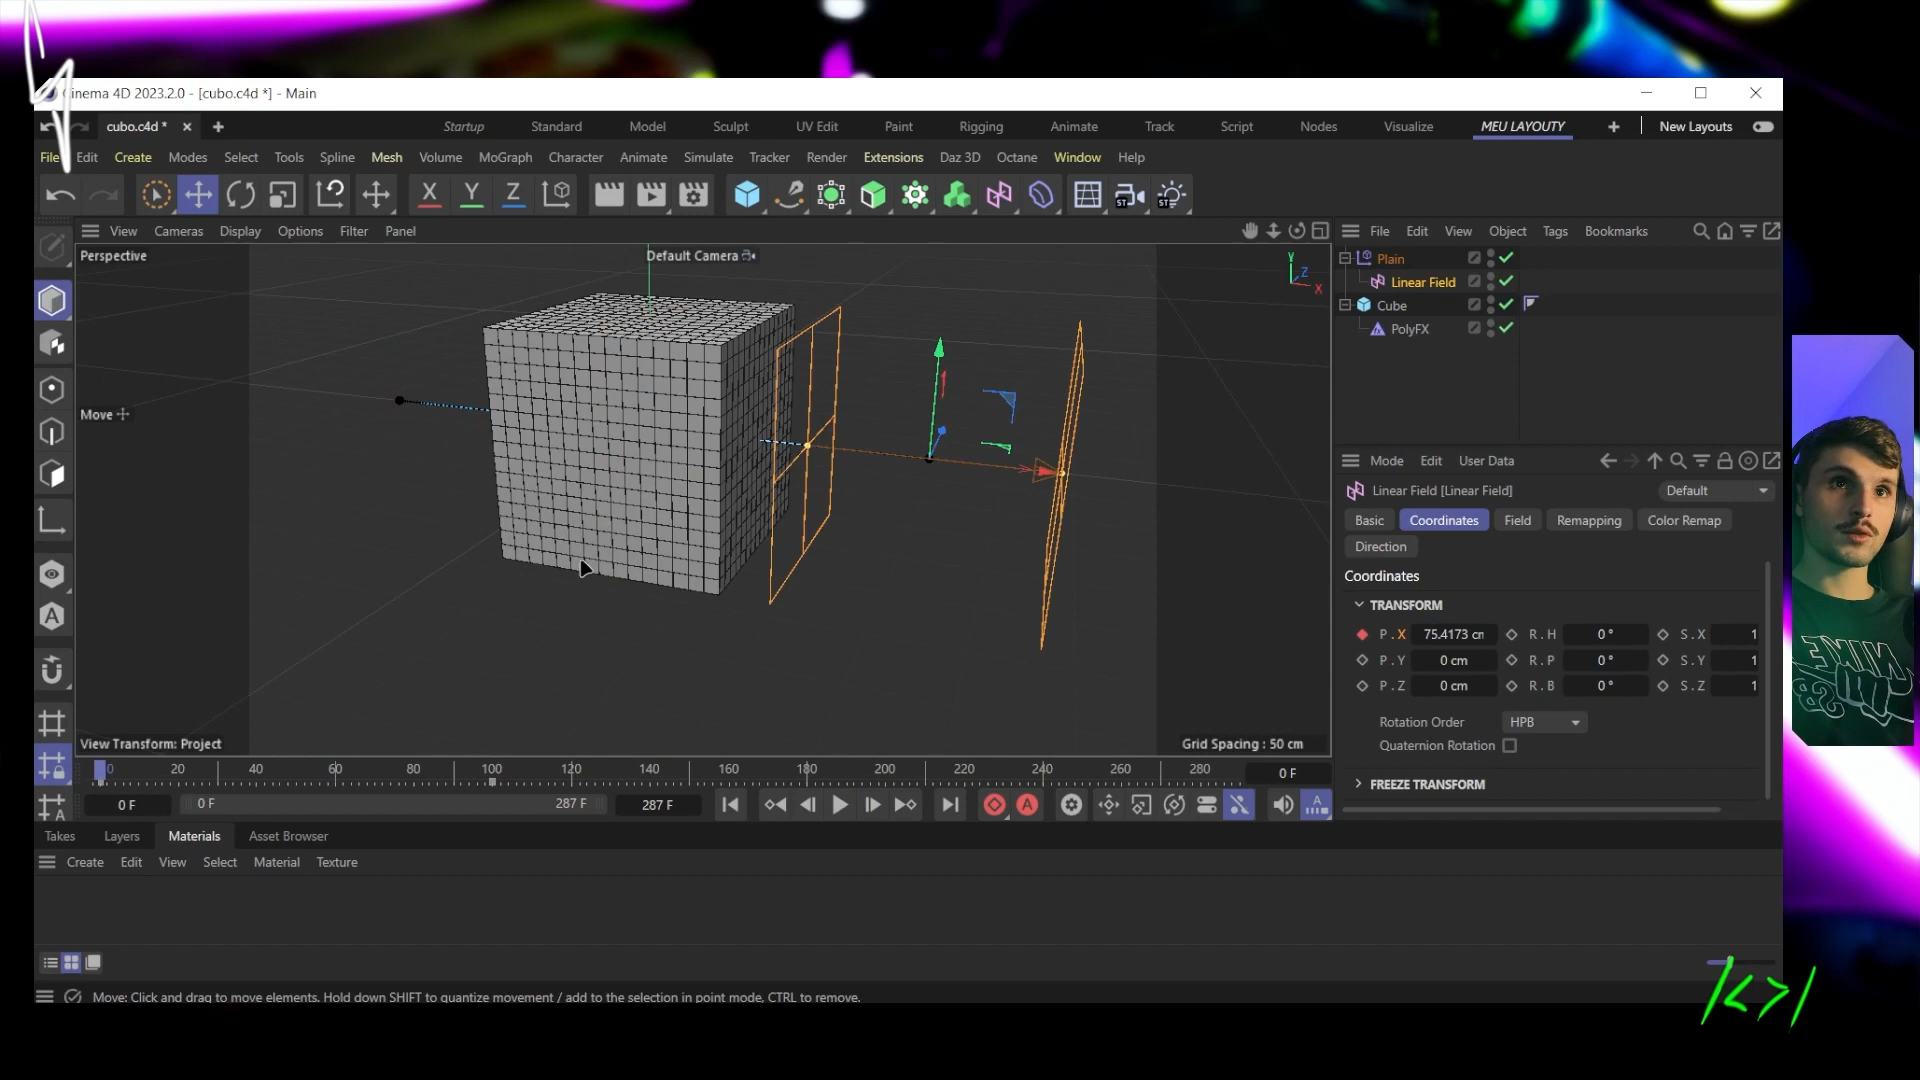 Cinema 4D 2023.2.0 - [cubo.c4d *] - Main
cubo.c4d *
Startup Standard Model Sculpt UV Edit Paint Rigging Animate Track Script Nodes Visualize MEU LAYOUTY New Layouts
File Edit Create Modes Select Tools Spline Mesh Volume MoGraph Character Animate Simulate Tracker Render Extensions Daz 3D Octane Window Help
X Y Z
ST ST
View Cameras Display Options Filter Panel
File Edit View Object Tags Bookmarks
Perspective
Default Camera
Y
Z
X
Plain
Linear Field
Cube
PolyFX
Move
Mode Edit User Data
Linear Field [Linear Field]
Default
Basic Coordinates Field Remapping Color Remap
Direction
Coordinates
TRANSFORM
P.X 75.4173 cm R.H 0° S.X 1
P.Y 0 cm R.P 0° S.Y 1
P.Z 0 cm R.B 0° S.Z 1
Rotation Order HPB
Quaternion Rotation
FREEZE TRANSFORM
View Transform: Project
Grid Spacing : 50 cm
0 20 40 60 80 100 120 140 160 180 200 220 240 260 280
0 F
0 F
0 F
287 F
287 F
Takes Layers Materials Asset Browser
Create Edit View Select Material Texture
Move: Click and drag to move elements. Hold down SHIFT to quantize movement / add to the selection in point mode, CTRL to remove.